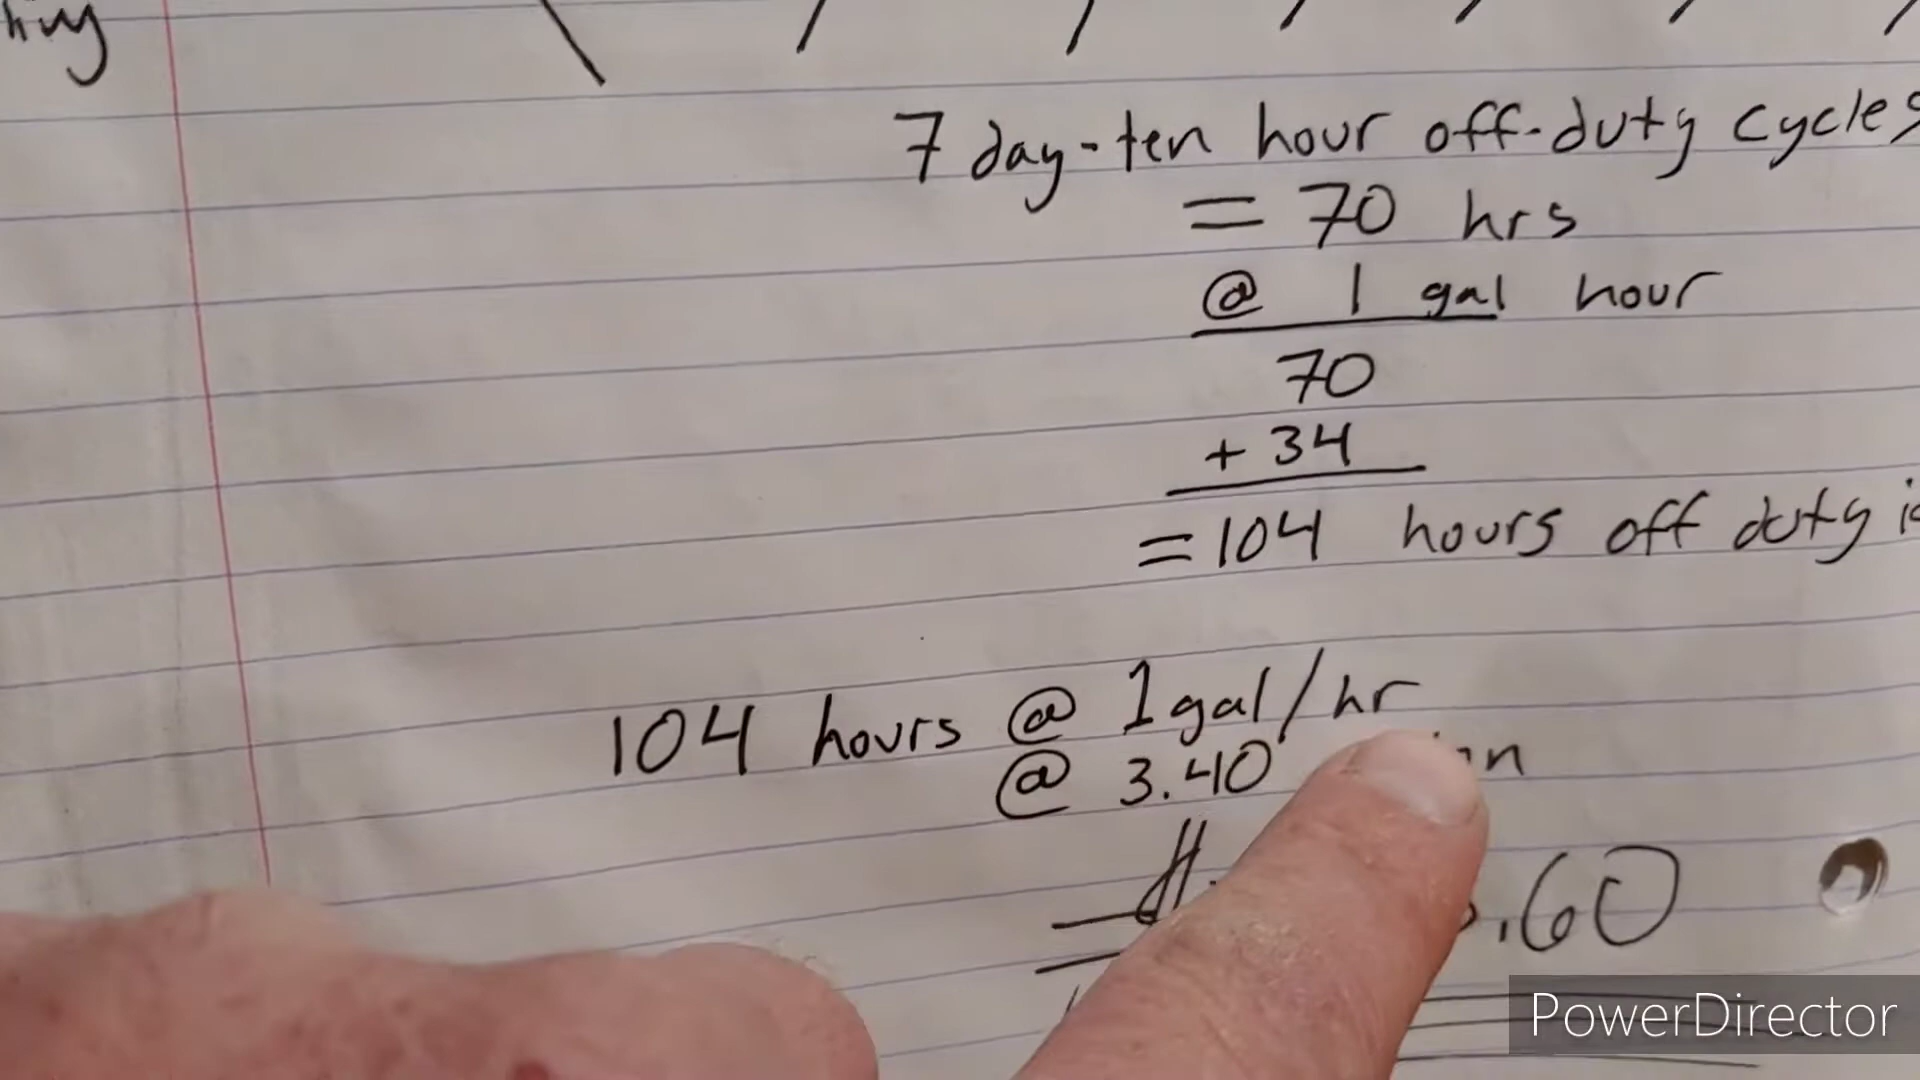 7 day-ten hour off-duty cycles
= 70 hrs
@ 1 gal hour
70
+ 34
= 104 hours off duty
104 hours @ 1 gal/hr
@ 3.40
.60
PowerDirector